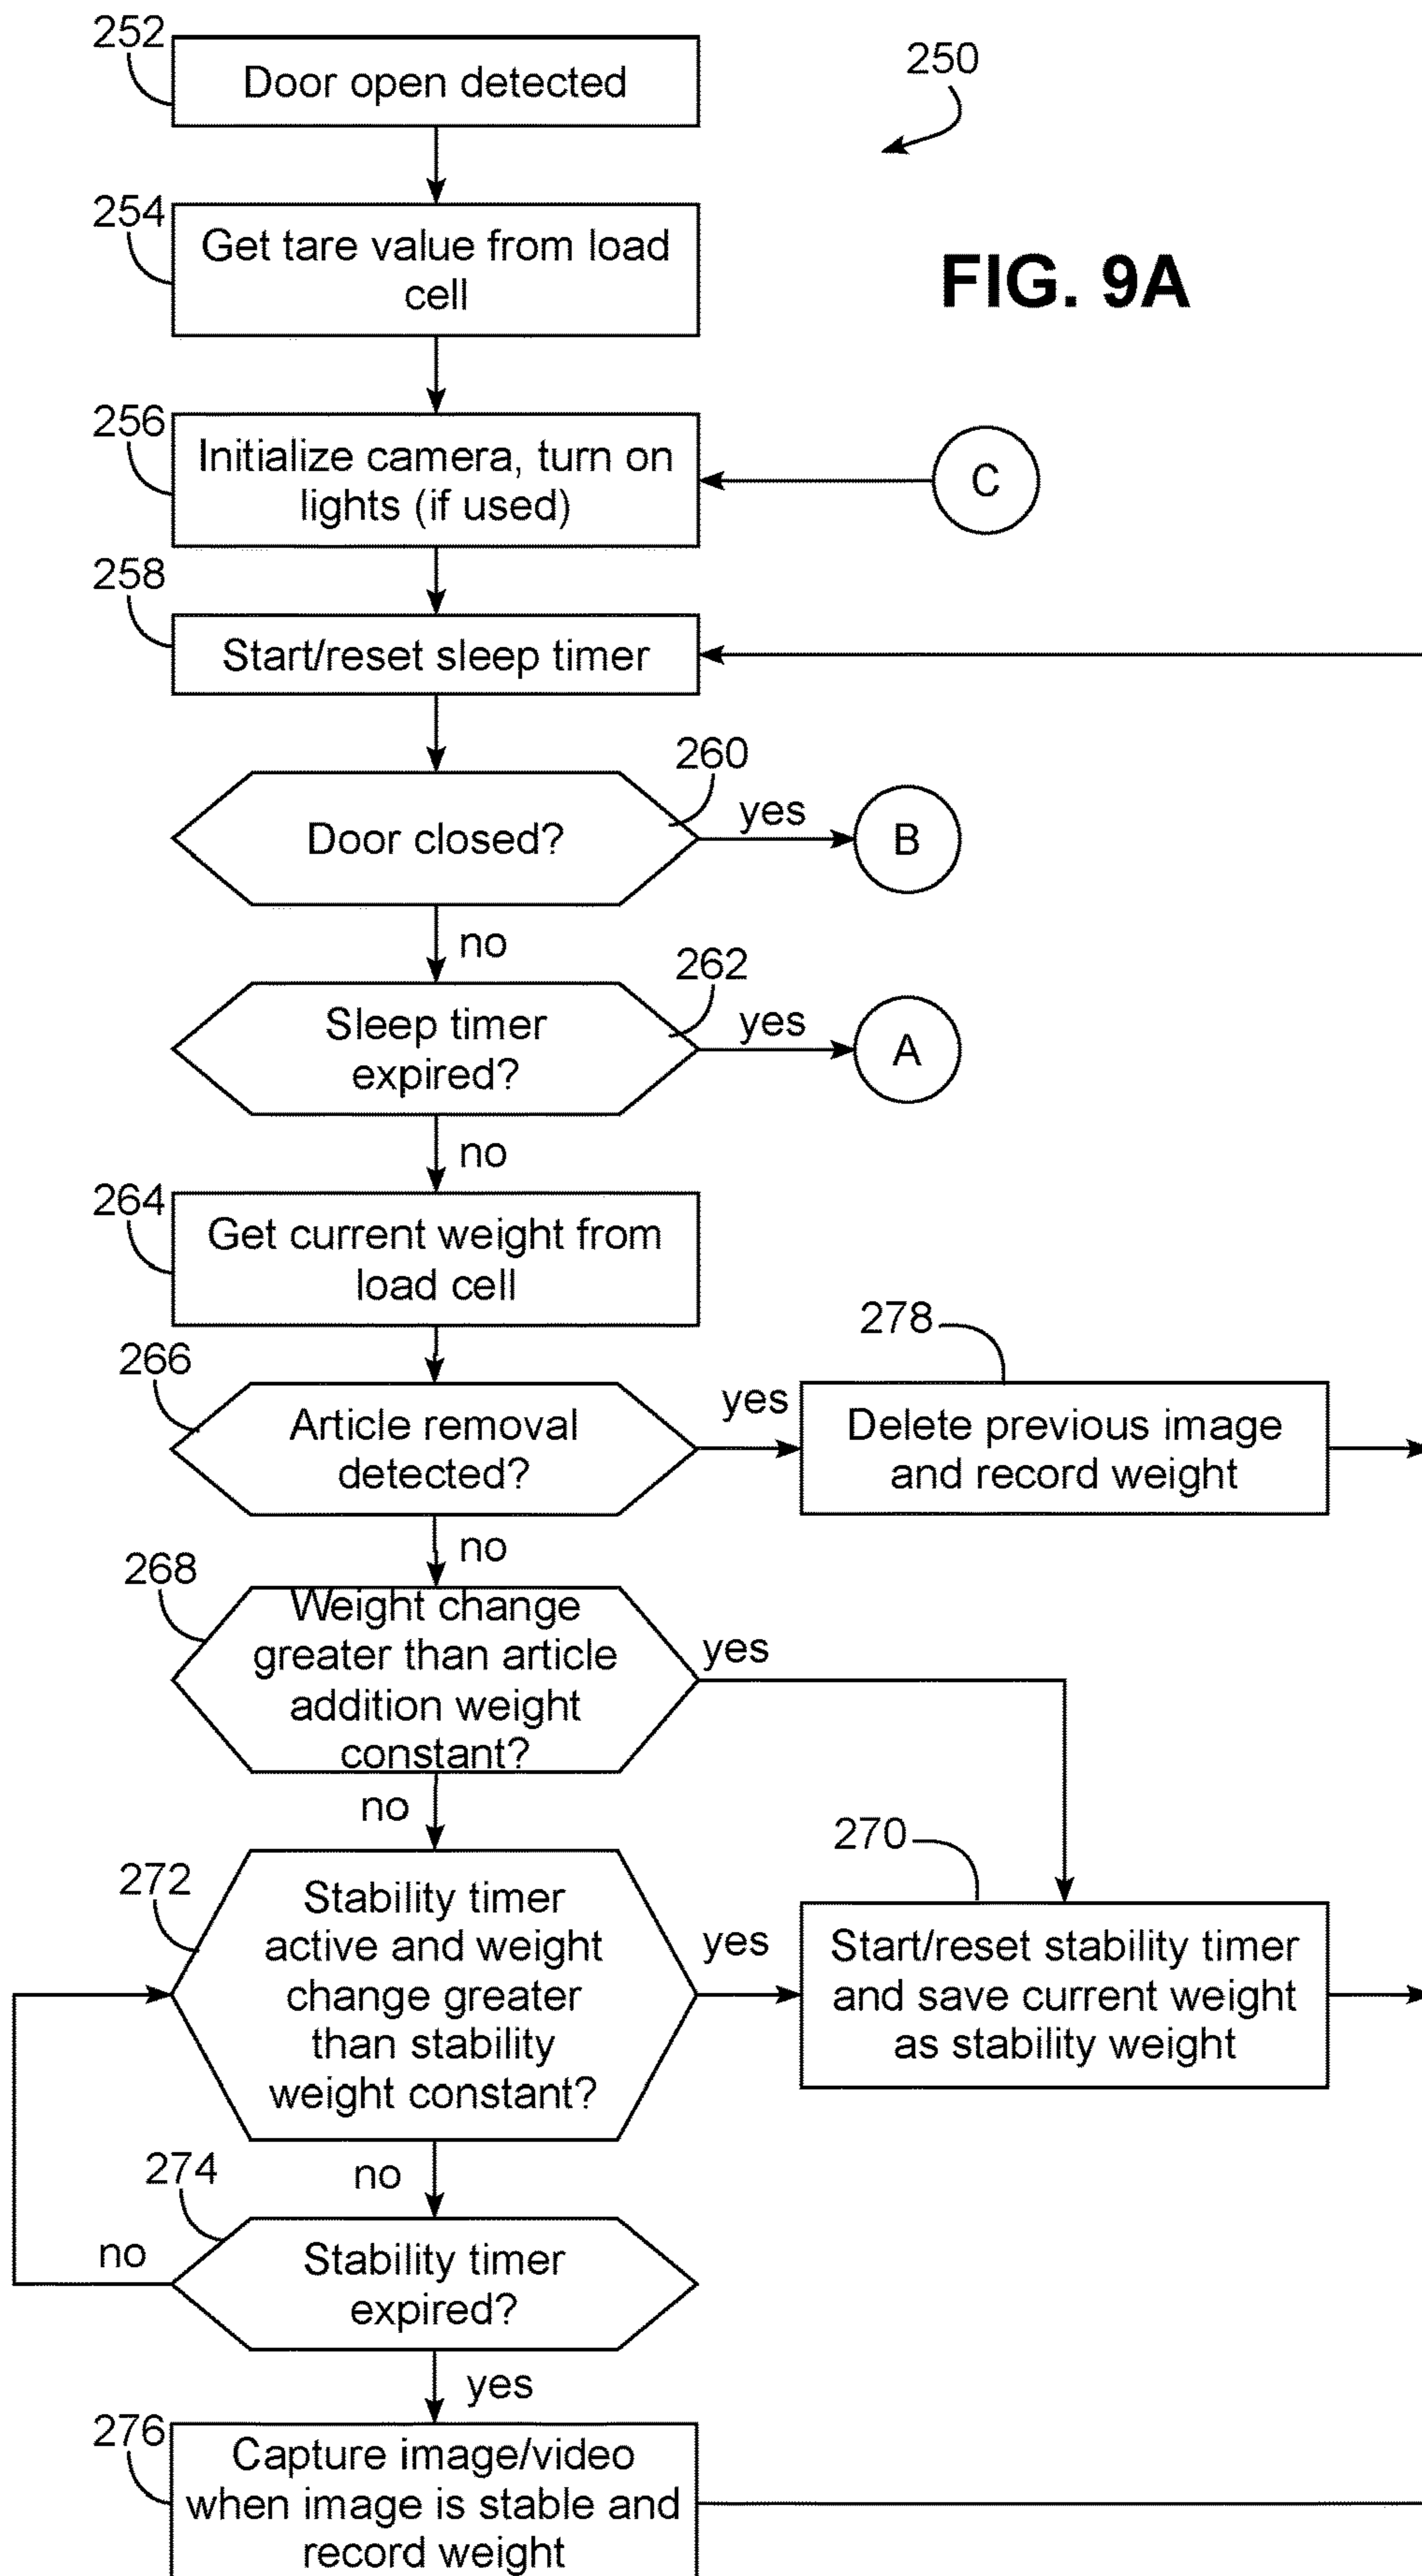 252
Door open detected
250
254
Get tare value from load
cell
FIG. 9A
256
Initialize camera, turn on
lights (if used)
C
258
Start/reset sleep timer
260
Door closed?
yes
B
no
262
Sleep timer
expired?
yes
A
no
264
Get current weight from
load cell
278
266
Article removal
detected?
yes
Delete previous image
and record weight
no
268
Weight change
greater than article
addition weight
constant?
yes
no
270
272
Stability timer
active and weight
change greater
than stability
weight constant?
yes
Start/reset stability timer
and save current weight
as stability weight
no
274
no
Stability timer
expired?
yes
276
Capture image/video
when image is stable and
record weight